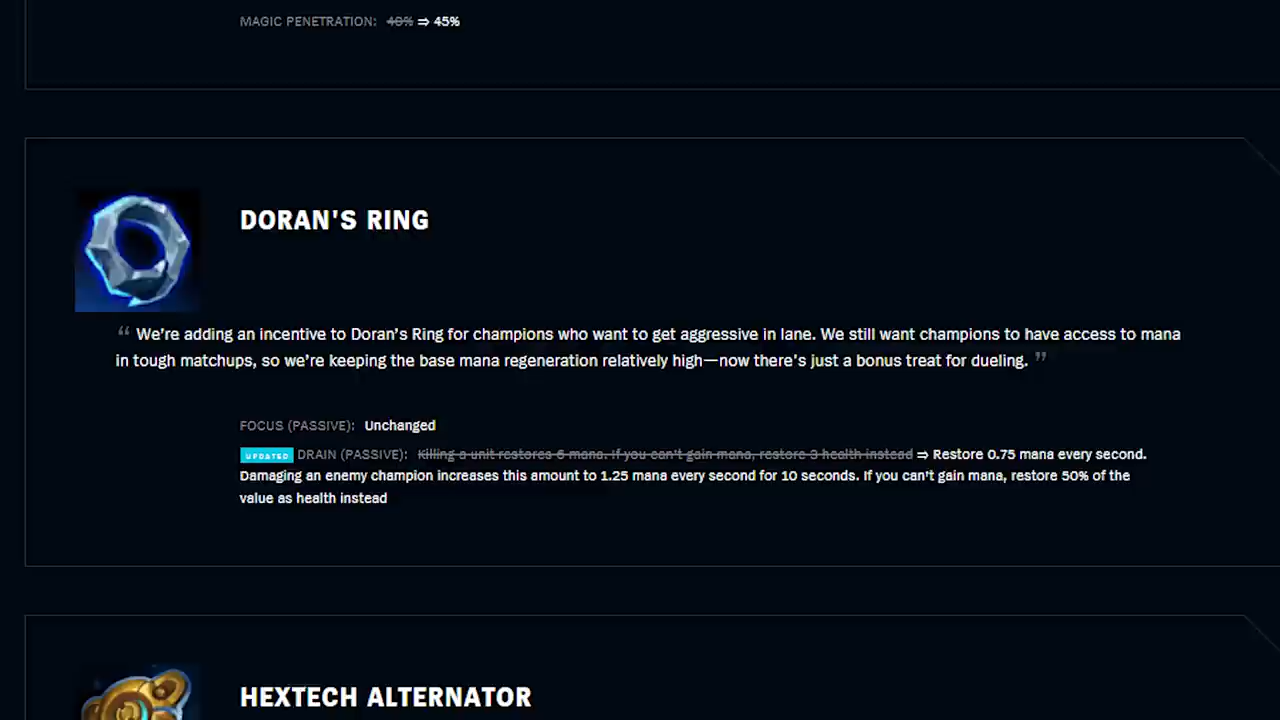 MAGIC PENETRATION: 40% ⇒ 45%
DORAN'S RING
“ We're adding an incentive to Doran's Ring for champions who want to get aggressive in lane. We still want champions to have access to mana
in tough matchups, so we're keeping the base mana regeneration relatively high—now there's just a bonus treat for dueling. ”
FOCUS (PASSIVE): Unchanged
UPDATED DRAIN (PASSIVE): Killing a unit restores 6 mana. If you can't gain mana, restore 3 health instead ⇒ Restore 0.75 mana every second.
Damaging an enemy champion increases this amount to 1.25 mana every second for 10 seconds. If you can't gain mana, restore 50% of the
value as health instead
HEXTECH ALTERNATOR